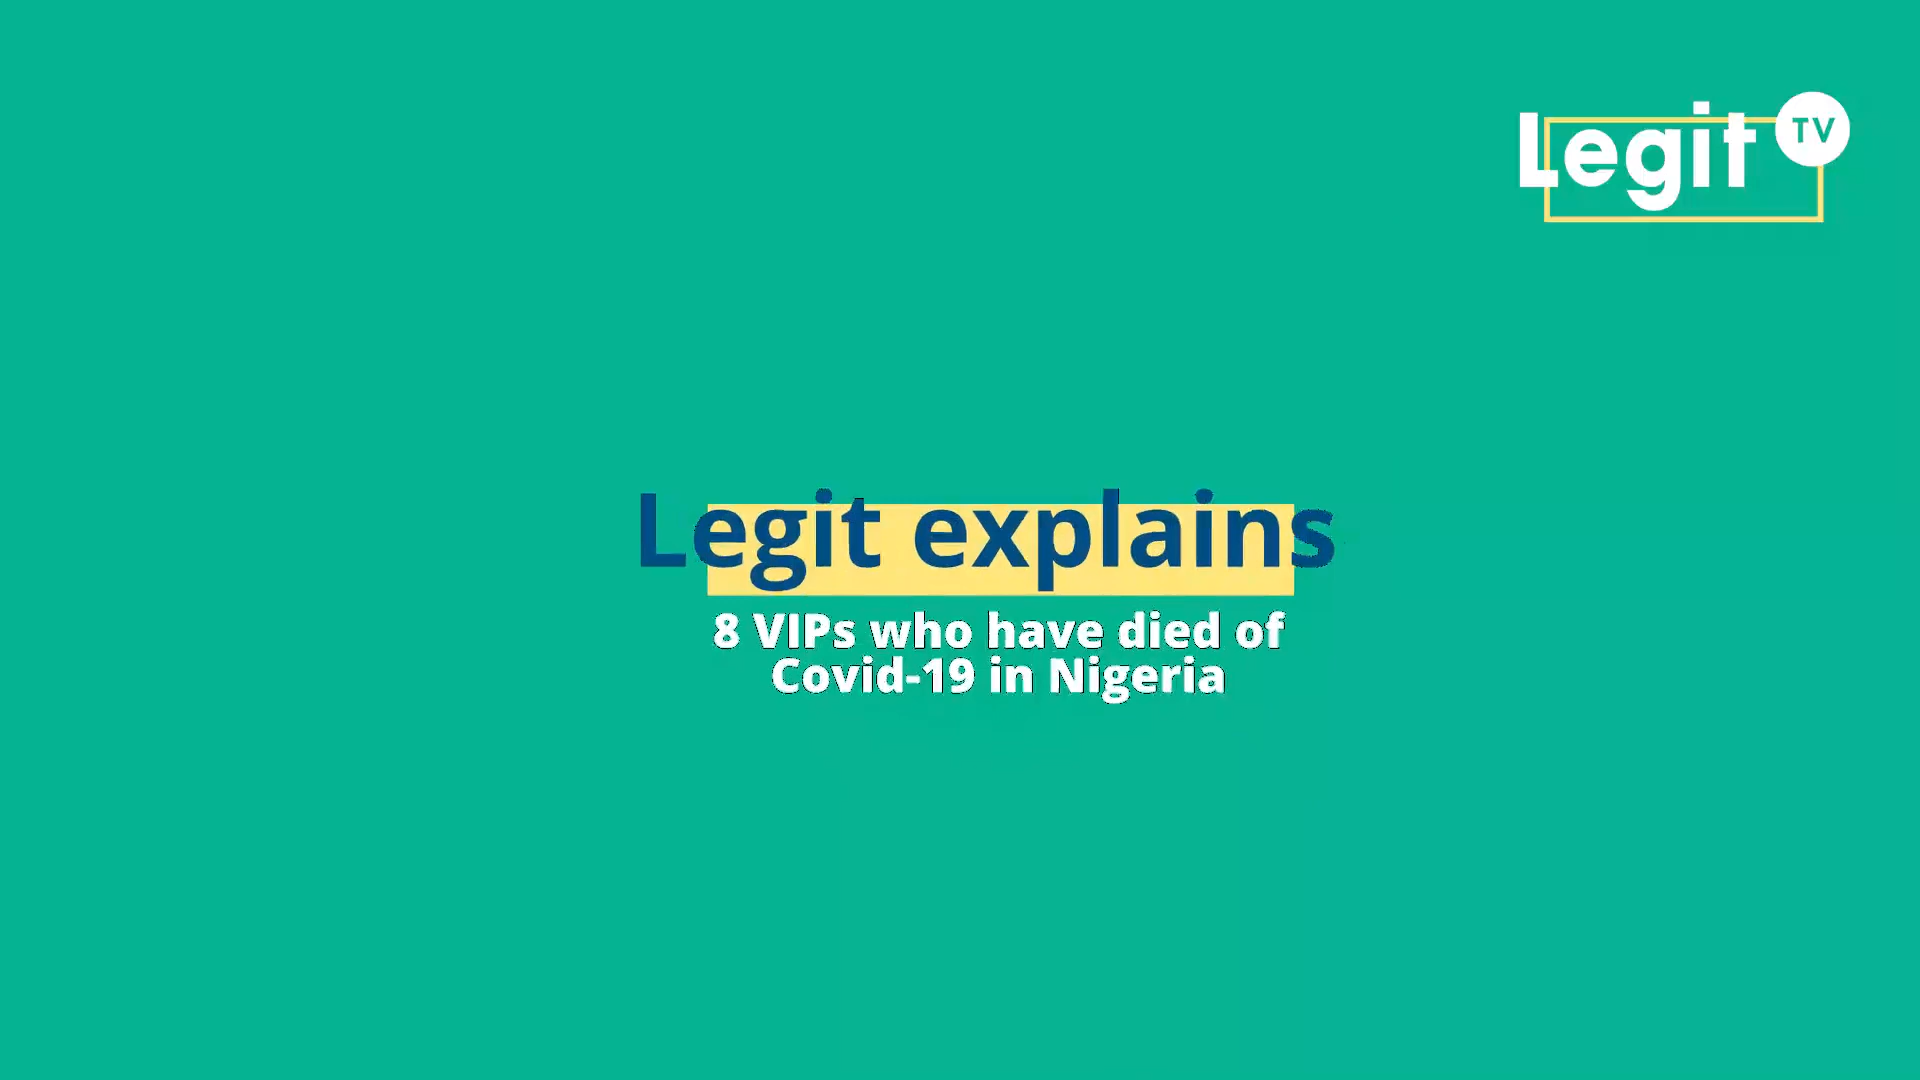 Legit TV
Legit explains
8 VIPs who have died of
Covid-19 in Nigeria